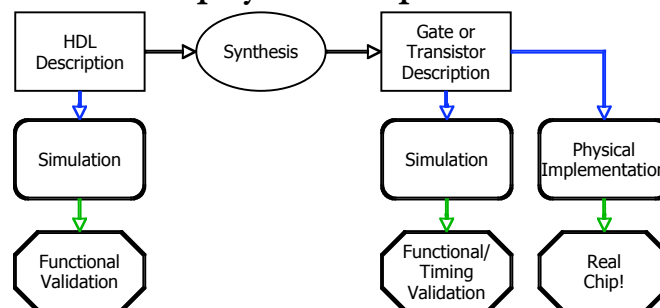 HDL
Description
Synthesis
Gate or
Transistor
Description
Simulation
Simulation
Physical
Implementation
Functional
Validation
Functional/
Timing
Validation
Real
Chip!